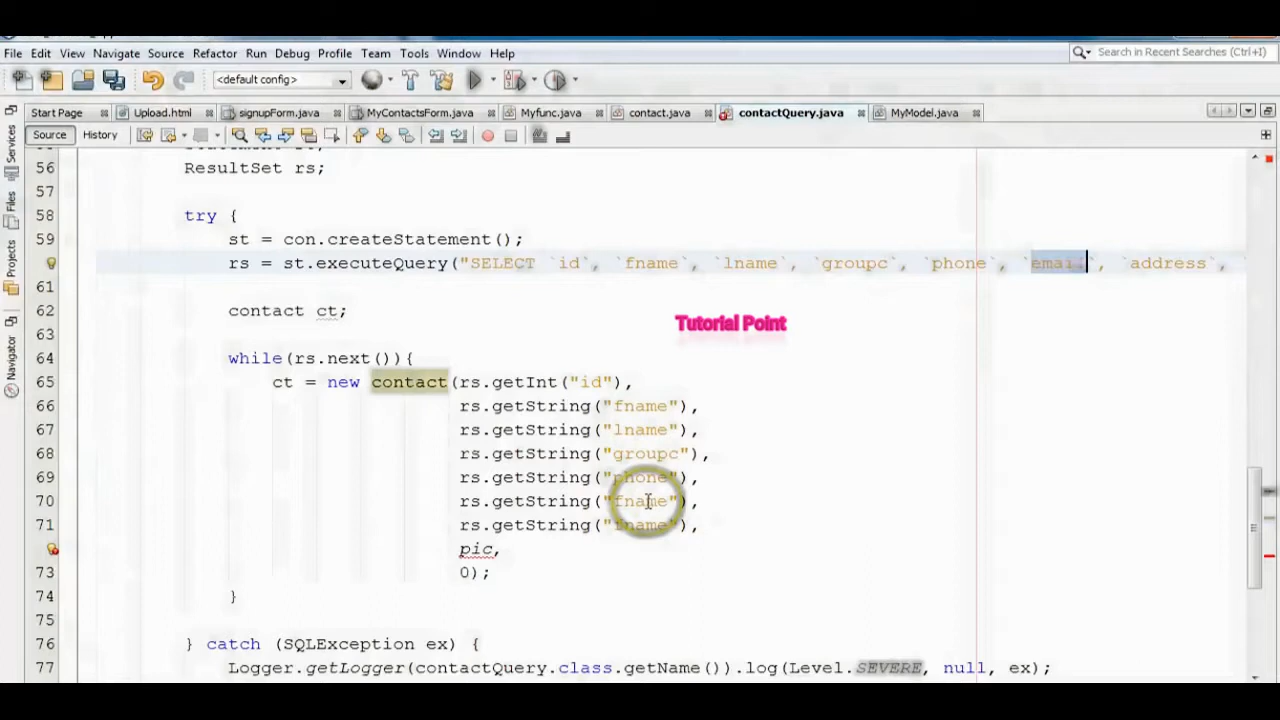 File Edit View Navigate Source Refactor Run Debug Profile Team Tools Window Help
Search in Recent Searches (Ctrl+I)
<default config>
Start Page Upload.html signupForm.java MyContactsForm.java Myfunc.java contact.java contactQuery.java MyModel.java
Source History
Services
Files
Projects
Navigator
56 ResultSet rs;
57
58 try {
59 st = con.createStatement();
rs = st.executeQuery("SELECT `id`, `fname`, `lname`, `groupc`, `phone`, `email`, `address`,
61
62 contact ct;
63
64 while(rs.next()){
65 ct = new contact(rs.getInt("id"),
66 rs.getString("fname"),
67 rs.getString("lname"),
68 rs.getString("groupc"),
69 rs.getString("phone"),
70 rs.getString("fname"),
71 rs.getString("fname"),
pic,
73 0);
74 }
75
76 } catch (SQLException ex) {
77 Logger.getLogger(contactQuery.class.getName()).log(Level.SEVERE, null, ex);
Tutorial Point